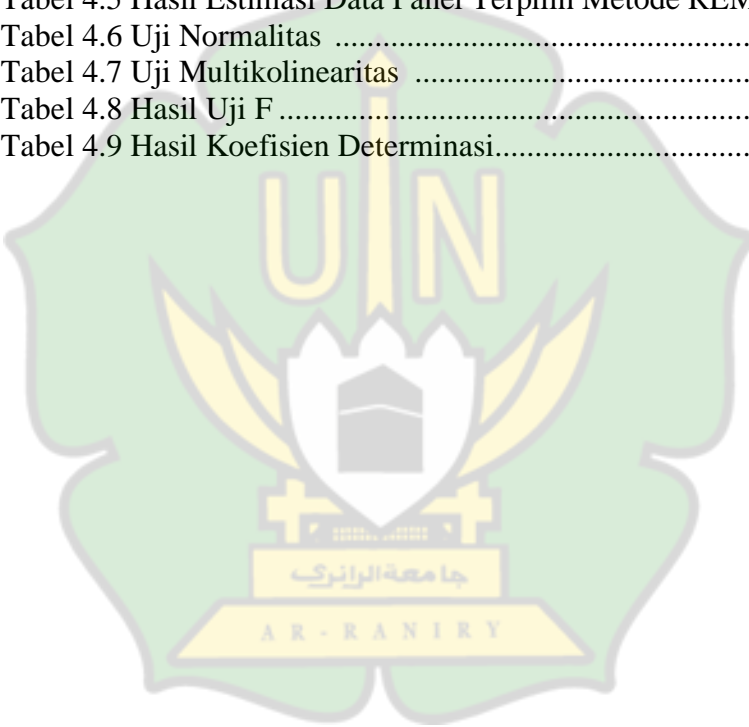 Tabel 4.5 Hasil Estimasi Data Panel Terpilih Metode REM
Tabel 4.6 Uji Normalitas ..................................................
Tabel 4.7 Uji Multikolinearitas ........................................
Tabel 4.8 Hasil Uji F .........................................................
Tabel 4.9 Hasil Koefisien Determinasi..............................
UIN
جامعة الرانري
AR-RANIRY